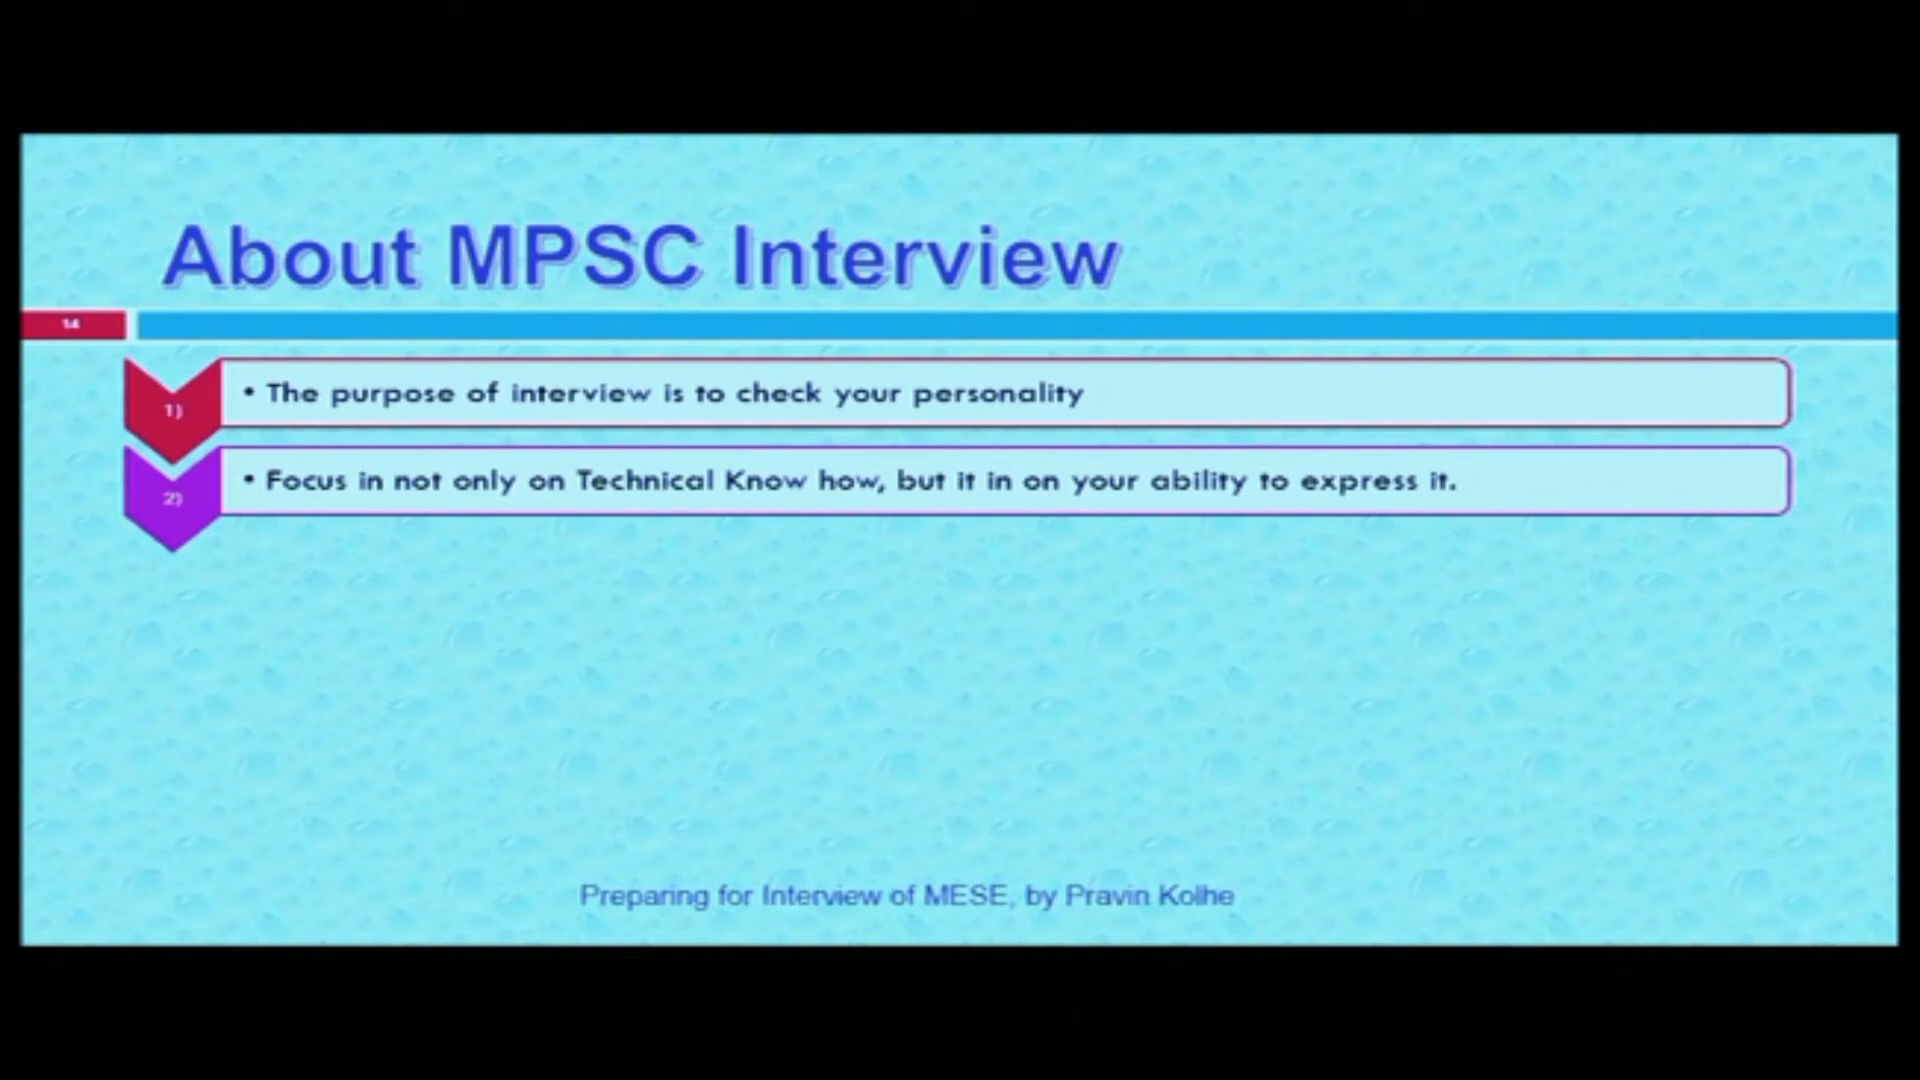 About MPSC Interview
14
1)
• The purpose of interview is to check your personality
2)
• Focus in not only on Technical Know how, but it in on your ability to express it.
Preparing for Interview of MESE, by Pravin Kolhe